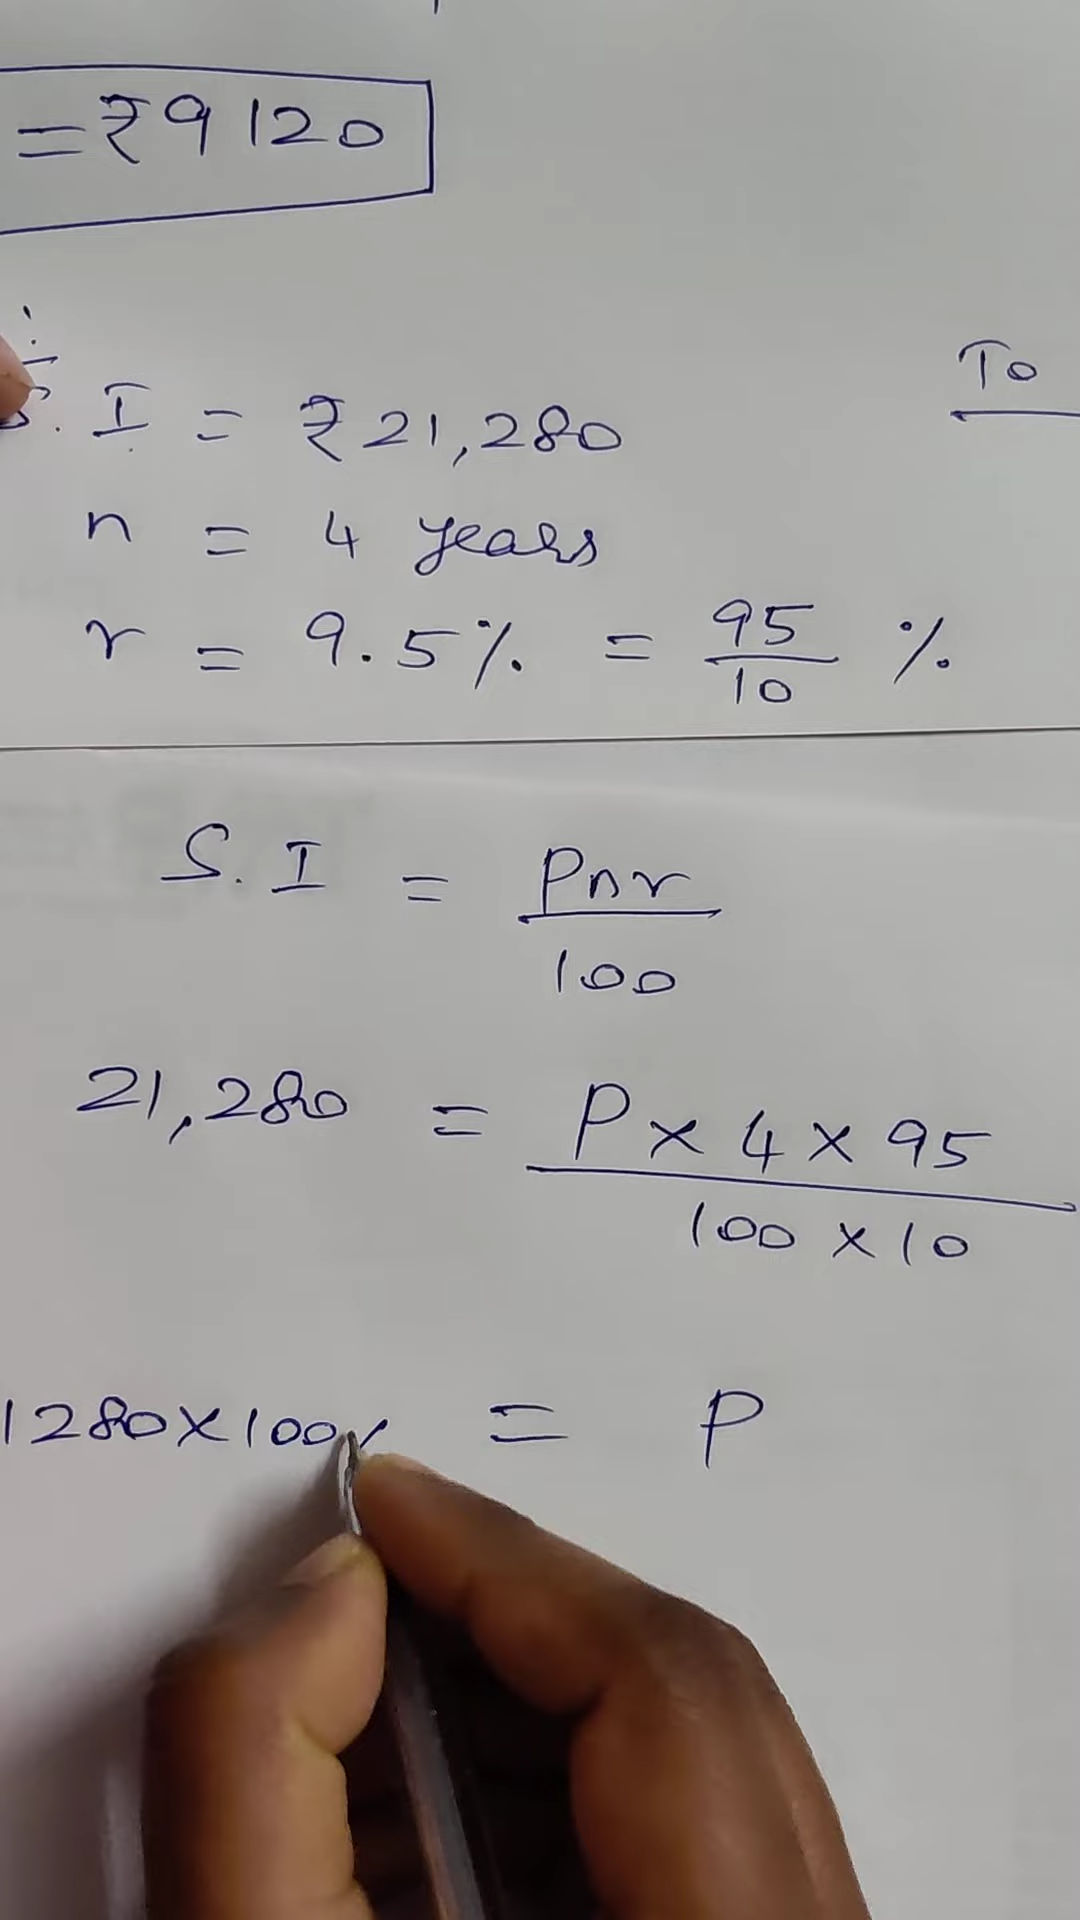 = ₹9120
S. I = ₹21,280
To
n = 4 years
r = 9.5% = 95/10 %
S. I = Pnr/100
21,280 = P x 4 x 95 / 100 x 10
1280 x 100 = P